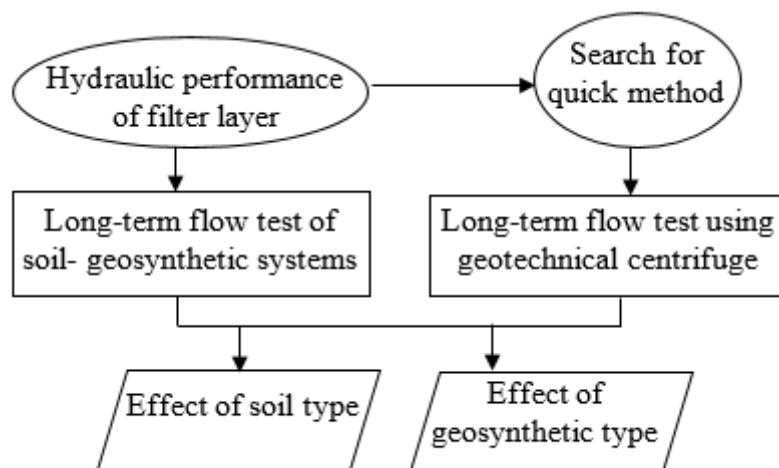 Hydraulic performance
of filter layer
Search for
quick method
Long-term flow test of
soil- geosynthetic systems
Long-term flow test using
geotechnical centrifuge
Effect of soil type
Effect of
geosynthetic type